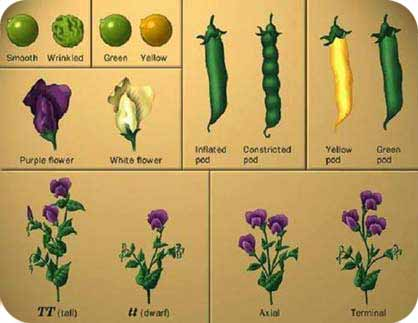 Smooth Wrinkled
Green Yellow
Purple flower White flower
Inflated pod
Constricted pod
Yellow pod
Green pod
TT (tall) tt (dwarf)
Axial Terminal